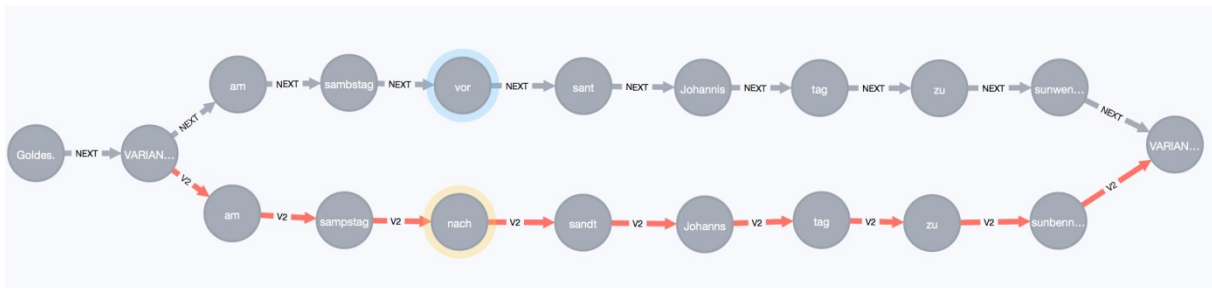 am NEXT sambstag NEXT vor NEXT sant NEXT Johannis NEXT tag NEXT zu NEXT sunwen... NEXT
NEXT
Goldes. NEXT VARIAN... VARIAN...
V2 V2
am V2 sampstag V2 nach V2 sandt V2 Johanns V2 tag V2 zu V2 sunbenn...